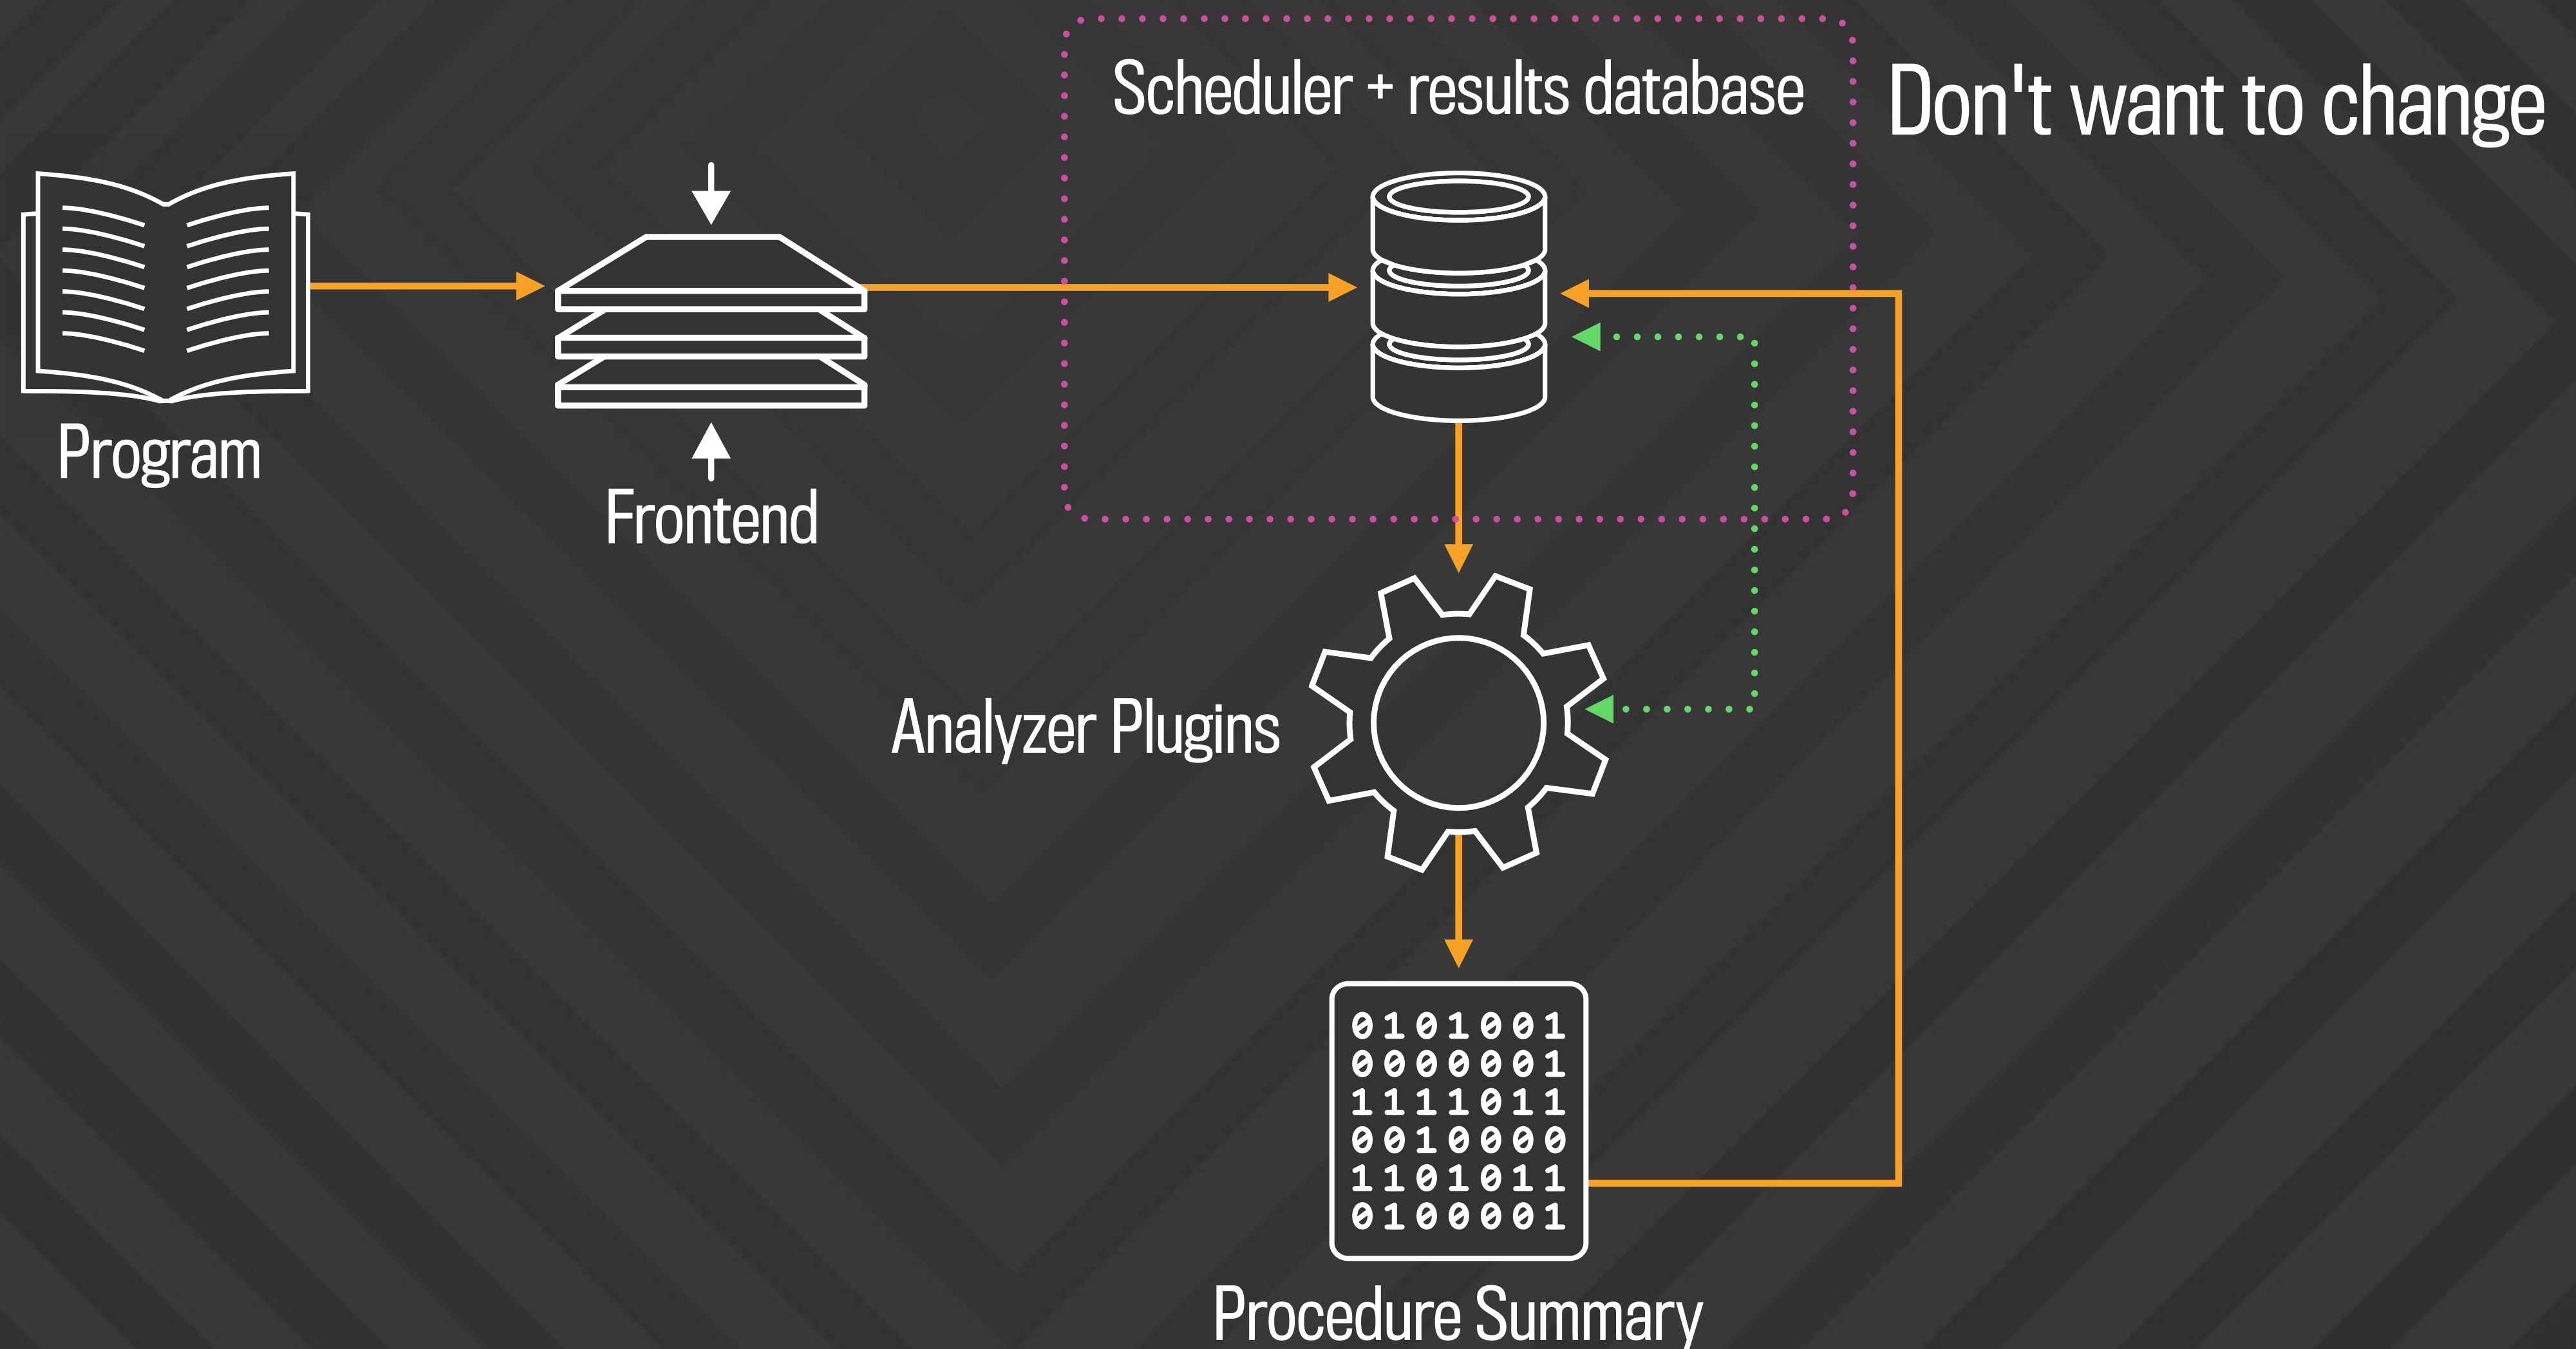 Scheduler + results database
Don't want to change
Program
Frontend
Analyzer Plugins
0101001
0000001
1111011
0010000
1101011
0100001
Procedure Summary